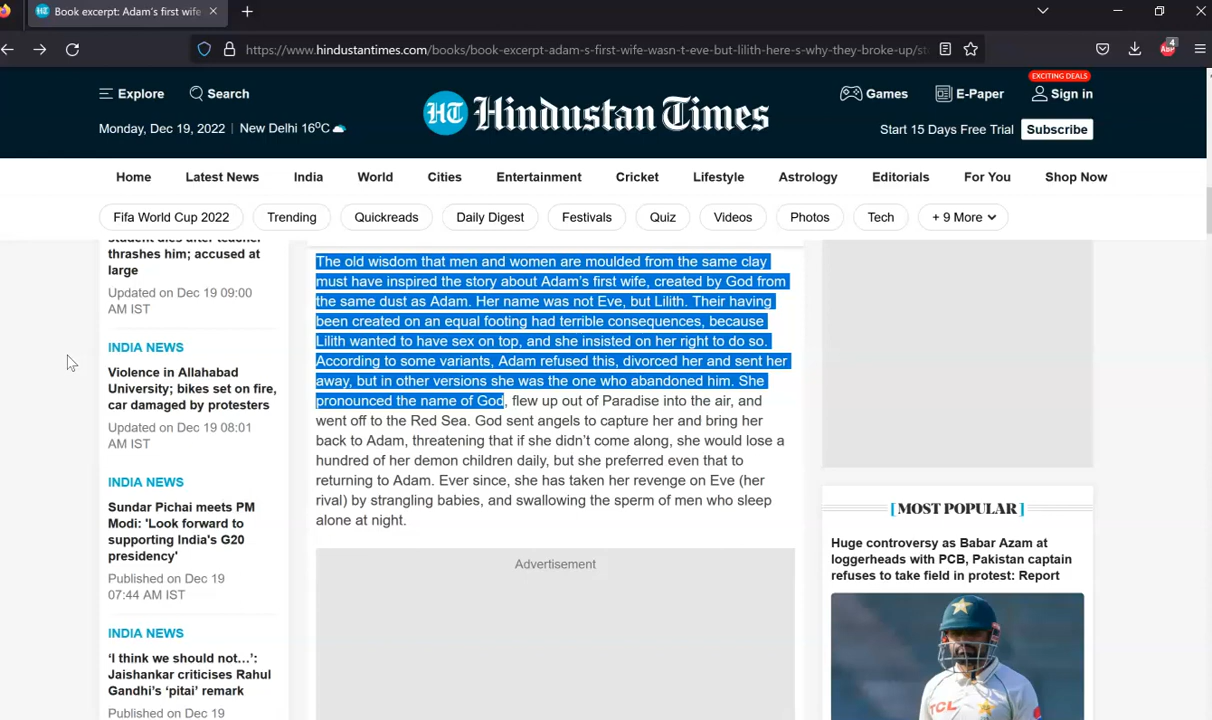 Book excerpt: Adam's first wife
https://www.hindustantimes.com/books/book-excerpt-adam-s-first-wife-wasn-t-eve-but-lilith-here-s-why-they-broke-up/st
4
EXCITING DEALS
Explore
Search
HT
Hindustan Times
Games
E-Paper
Sign in
Monday, Dec 19, 2022
New Delhi 16°C
Start 15 Days Free Trial
Subscribe
Home
Latest News
India
World
Cities
Entertainment
Cricket
Lifestyle
Astrology
Editorials
For You
Shop Now
Fifa World Cup 2022
Trending
Quickreads
Daily Digest
Festivals
Quiz
Videos
Photos
Tech
+ 9 More
student dies after teacher
thrashes him; accused at
large
Updated on Dec 19 09:00
AM IST
INDIA NEWS
Violence in Allahabad
University; bikes set on fire,
car damaged by protesters
Updated on Dec 19 08:01
AM IST
INDIA NEWS
Sundar Pichai meets PM
Modi: 'Look forward to
supporting India's G20
presidency'
Published on Dec 19
07:44 AM IST
INDIA NEWS
‘I think we should not…’:
Jaishankar criticises Rahul
Gandhi’s ‘pitai’ remark
Published on Dec 19
The old wisdom that men and women are moulded from the same clay
must have inspired the story about Adam’s first wife, created by God from
the same dust as Adam. Her name was not Eve, but Lilith. Their having
been created on an equal footing had terrible consequences, because
Lilith wanted to have sex on top, and she insisted on her right to do so.
According to some variants, Adam refused this, divorced her and sent her
away, but in other versions she was the one who abandoned him. She
pronounced the name of God, flew up out of Paradise into the air, and
went off to the Red Sea. God sent angels to capture her and bring her
back to Adam, threatening that if she didn’t come along, she would lose a
hundred of her demon children daily, but she preferred even that to
returning to Adam. Ever since, she has taken her revenge on Eve (her
rival) by strangling babies, and swallowing the sperm of men who sleep
alone at night.
Advertisement
[ MOST POPULAR ]
Huge controversy as Babar Azam at
loggerheads with PCB, Pakistan captain
refuses to take field in protest: Report
TCL